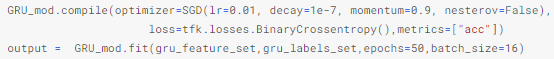 GRU_mod.compile(optimizer=SGD(lr=0.01, decay=1e-7, momentum=0.9, nesterov=False),
loss=tfk.losses.BinaryCrossentropy(),metrics=["acc"])
output = GRU_mod.fit(gru_feature_set,gru_labels_set,epochs=50,batch_size=16)